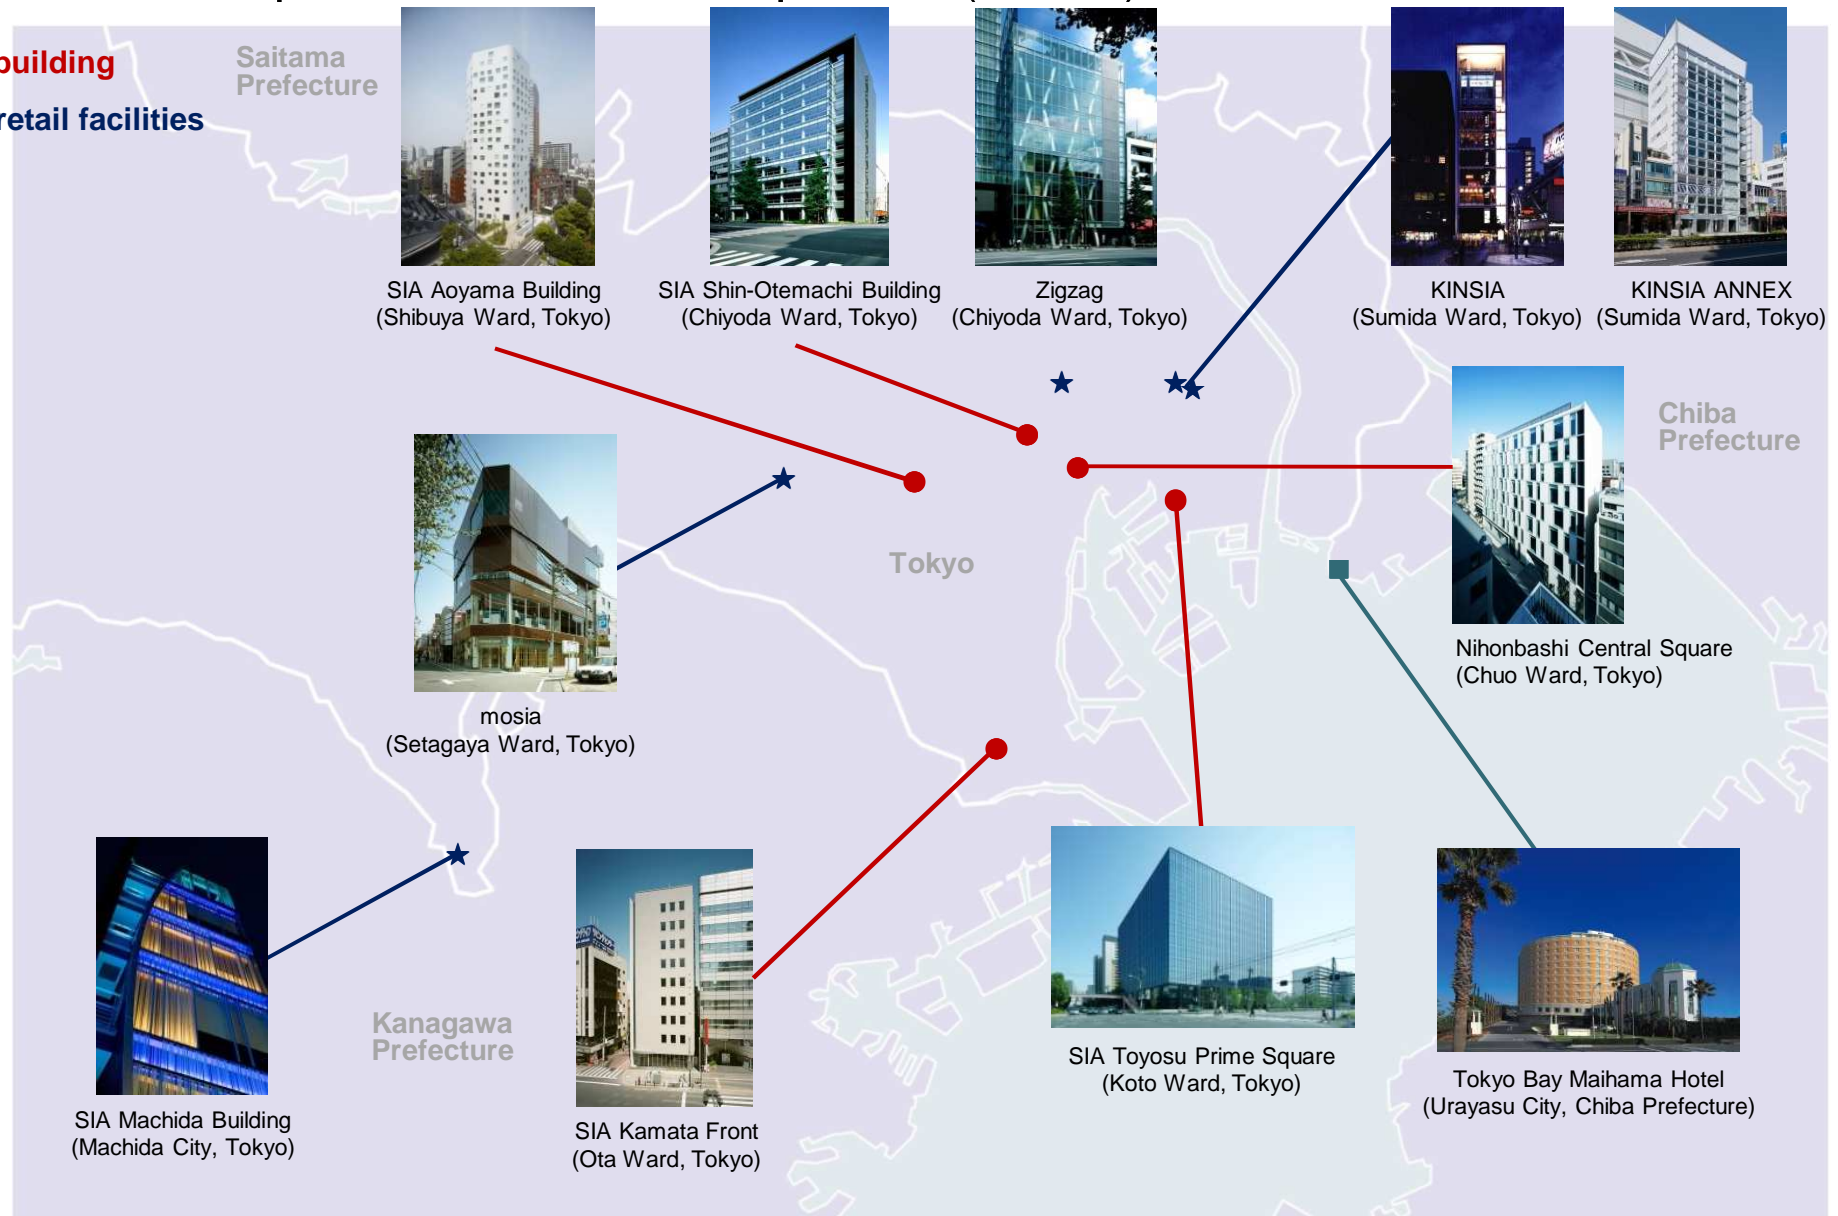 building
retail facilities
Saitama
Prefecture
SIA Aoyama Building
(Shibuya Ward, Tokyo)
SIA Shin-Otemachi Building
(Chiyoda Ward, Tokyo)
Zigzag
(Chiyoda Ward, Tokyo)
KINSIA
(Sumida Ward, Tokyo)
KINSIA ANNEX
(Sumida Ward, Tokyo)
Chiba
Prefecture
Tokyo
Nihonbashi Central Square
(Chuo Ward, Tokyo)
mosia
(Setagaya Ward, Tokyo)
Kanagawa
Prefecture
SIA Machida Building
(Machida City, Tokyo)
SIA Kamata Front
(Ota Ward, Tokyo)
SIA Toyosu Prime Square
(Koto Ward, Tokyo)
Tokyo Bay Maihama Hotel
(Urayasu City, Chiba Prefecture)